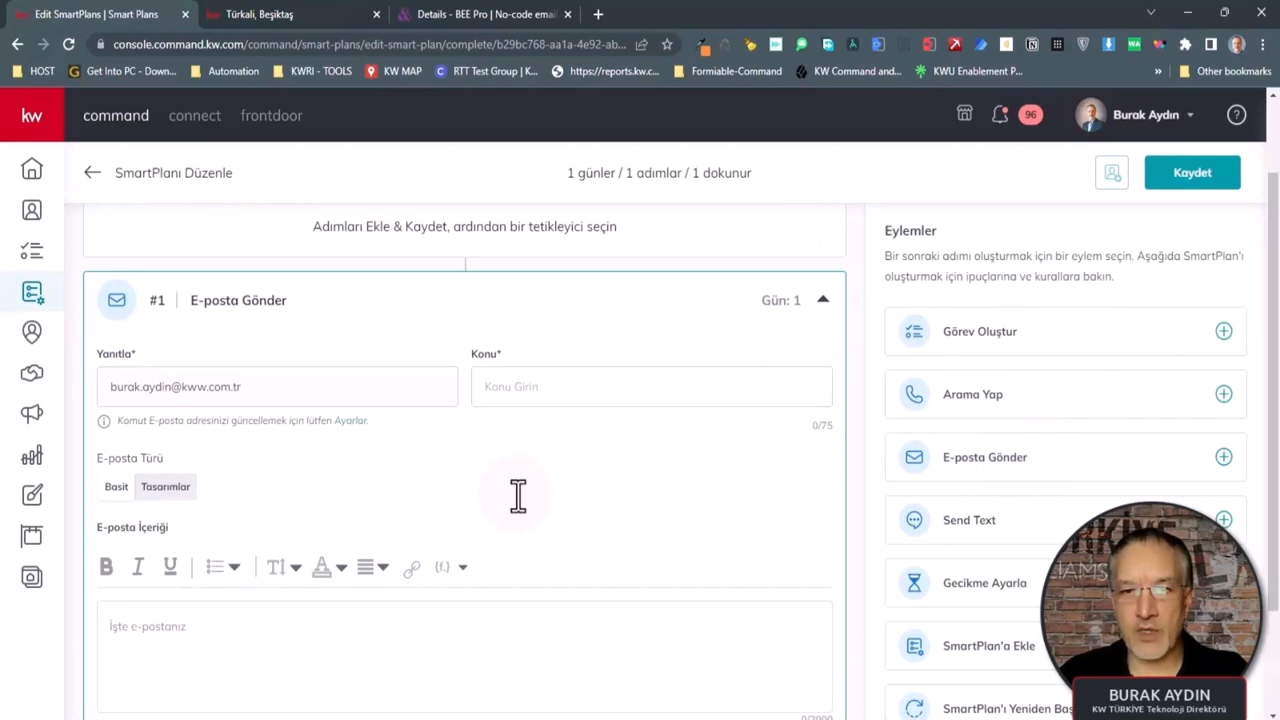 Edit SmartPlans | Smart Plans
Türkali, Beşiktaş
Details - BEE Pro | No-code emai
console.command.kw.com/command/smart-plans/edit-smart-plan/complete/b29bc768-aa1a-4e92-ab...
HOST
Get Into PC - Down...
Automation
KWRI - TOOLS
KW MAP
RTT Test Group | K...
https://reports.kw.c...
Formiable-Command
KW Command and...
KWU Enablement P...
»
Other bookmarks
kw
command
connect
frontdoor
96
Burak Aydın
SmartPlanı Düzenle
1 günler / 1 adımlar / 1 dokunur
Kaydet
Adımları Ekle & Kaydet, ardından bir tetikleyici seçin
#1
E-posta Gönder
Gün: 1
Yanıtla*
Konu*
burak.aydin@kww.com.tr
Konu Girin
Komut E-posta adresinizi güncellemek için lütfen Ayarlar.
0/75
E-posta Türü
Basit
Tasarımlar
E-posta İçeriği
B I U
{f.}
İşte e-postanız
Eylemler
Bir sonraki adımı oluşturmak için bir eylem seçin. Aşağıda SmartPlan'ı
oluşturmak için ipuçlarına ve kurallara bakın.
Görev Oluştur
Arama Yap
E-posta Gönder
Send Text
Gecikme Ayarla
SmartPlan'a Ekle
SmartPlan'ı Yeniden Baş
BURAK AYDIN
KW TÜRKİYE Teknoloji Direktörü